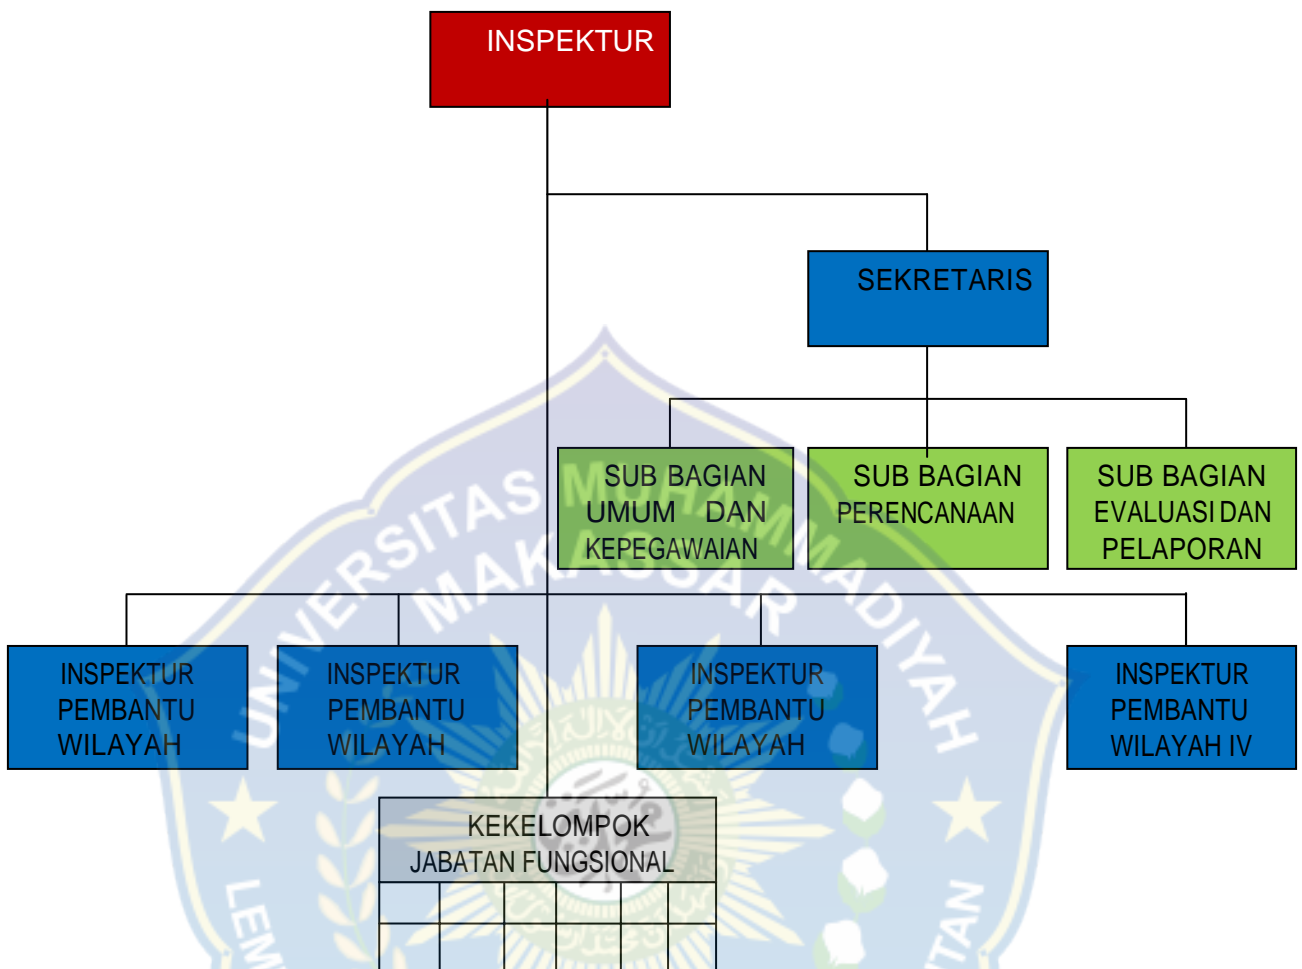 INSPEKTUR
SEKRETARIS
SUB BAGIAN
UMUM DAN
KEPEGAWAIAN
SUB BAGIAN
PERENCANAAN
SUB BAGIAN
EVALUASI DAN
PELAPORAN
INSPEKTUR
PEMBANTU
WILAYAH
INSPEKTUR
PEMBANTU
WILAYAH
INSPEKTUR
PEMBANTU
WILAYAH
INSPEKTUR
PEMBANTU
WILAYAH IV
KEKELOMPOK
JABATAN FUNGSIONAL
UNIVERSITAS MUHAMMADIYAH
MAKASSAR